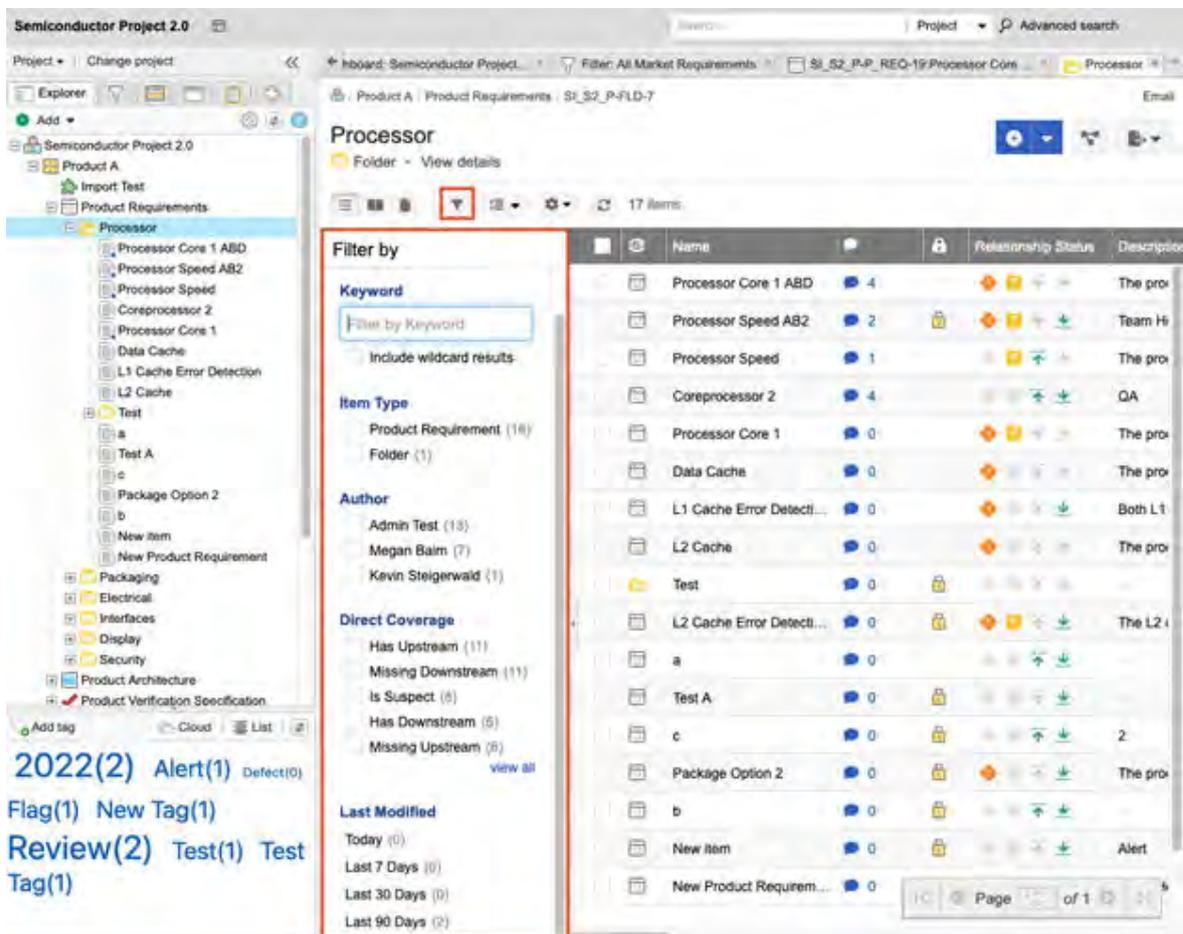 Semiconductor Project 2.0
Search...
Project
Advanced search
Project
Change project
hboard: Semiconductor Project...
Filter: All Market Requirements
SI_S2_P-P_REQ-19:Processor Core ...
Processor
Explorer
Add
Semiconductor Project 2.0
Product A
Import Test
Product Requirements
Processor
Processor Core 1 ABD
Processor Speed AB2
Processor Speed
Coreprocessor 2
Processor Core 1
Data Cache
L1 Cache Error Detection
L2 Cache
Test
a
Test A
c
Package Option 2
b
New item
New Product Requirement
Packaging
Electrical
Interfaces
Display
Security
Product Architecture
Product Verification Specification
Add tag
Cloud
List
2022(2) Alert(1) Defect(0)
Flag(1) New Tag(1)
Review(2) Test(1) Test
Tag(1)
Product A
Product Requirements
SI_S2_P-FLD-7
Email
Processor
Folder
View details
17 items
Filter by
Keyword
Filter by Keyword
Include wildcard results
Item Type
Product Requirement (16)
Folder (1)
Author
Admin Test (13)
Megan Baim (7)
Kevin Steigerwald (1)
Direct Coverage
Has Upstream (11)
Missing Downstream (11)
Is Suspect
Has Downstream
Missing Upstream
view all
Last Modified
Today (0)
Last 7 Days (0)
Last 30 Days (0)
Last 90 Days (2)
Name Relationship Status Description
Processor Core 1 ABD 4 The pro
Processor Speed AB2 2 Team Hi
Processor Speed 1 The pro
Coreprocessor 2 4 QA
Processor Core 1 0 The pro
Data Cache 0 The pro
L1 Cache Error Detecti... 0 Both L1
L2 Cache 0 The pro
Test 0
L2 Cache Error Detecti... 0 The L2
a 0
Test A 0
c 0 2
Package Option 2 0 The pro
b 0
New item 0 Alert
New Product Requirem... 0
Page
of 1